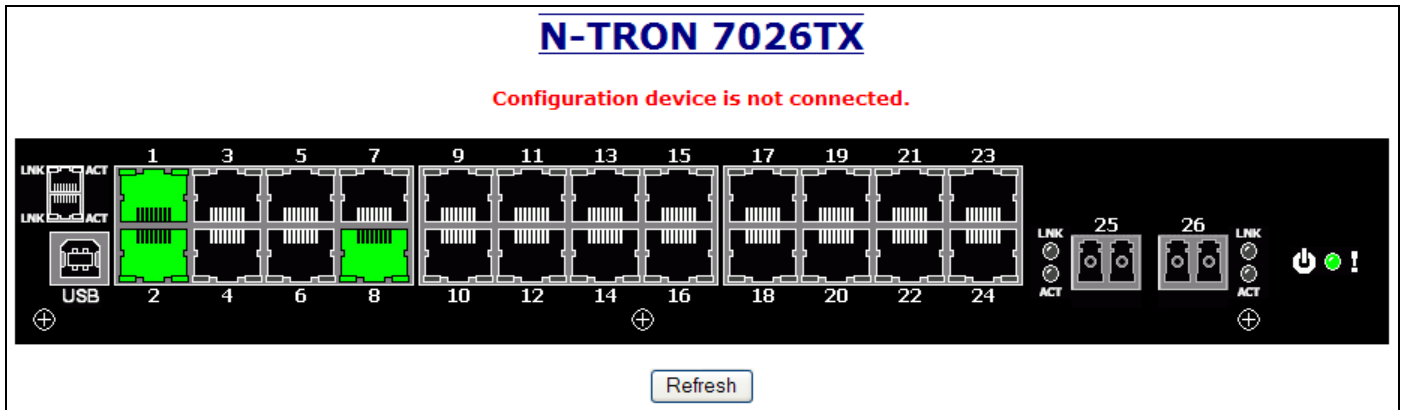 N-TRON 7026TX
Configuration device is not connected.
1 3 5 7 9 11 13 15 17 19 21 23
LNK ACT
LNK ACT
25 26
LNK LNK
ACT ACT
!
USB
2 4 6 8 10 12 14 16 18 20 22 24
Refresh